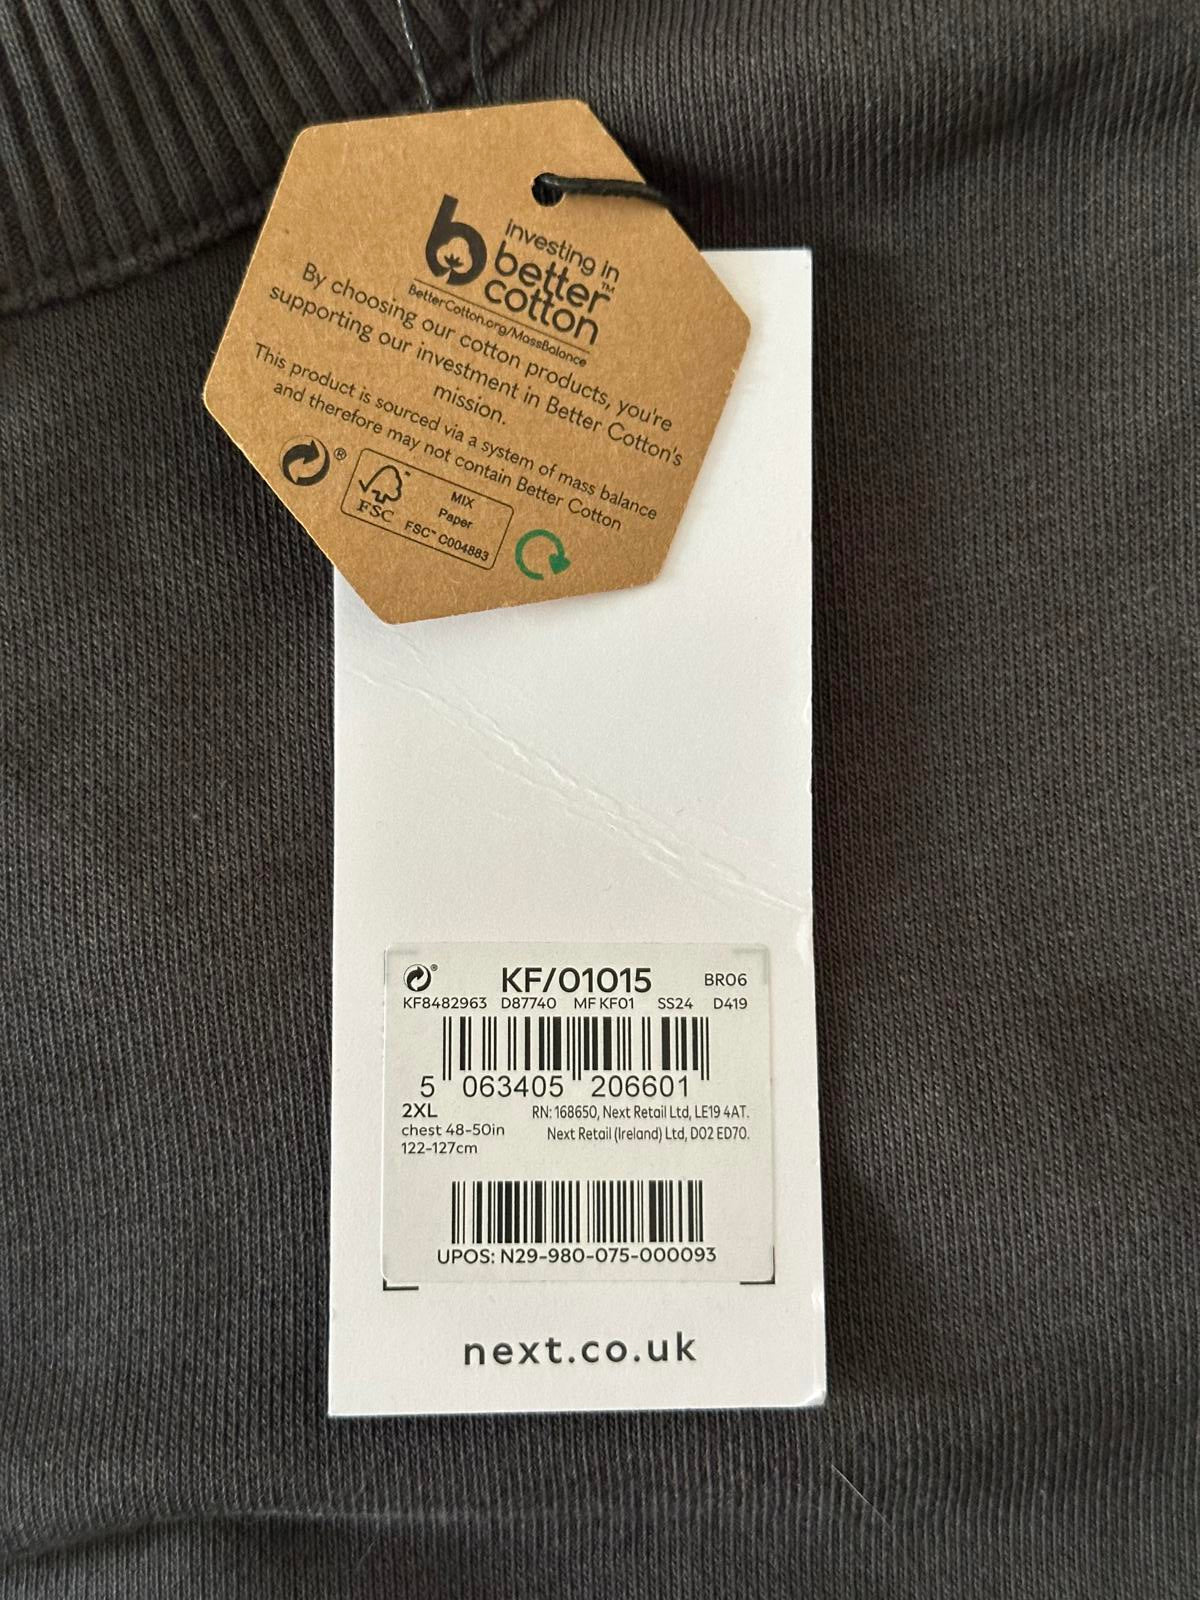 investing in
better™
cotton
BetterCotton.org/MassBalance
By choosing our cotton products, you're
supporting our investment in Better Cotton's
mission.
This product is sourced via a system of mass balance
and therefore may not contain Better Cotton
®
FSC
MIX
Paper
FSC™ C004883
® KF/01015 BR06
KF8482963 D87740 MF KF01 SS24 D419
5 063405 206601
2XL
chest 48-50in
122-127cm
RN: 168650, Next Retail Ltd, LE19 4AT.
Next Retail (Ireland) Ltd, D02 ED70.
UPOS: N29-980-075-000093
next.co.uk